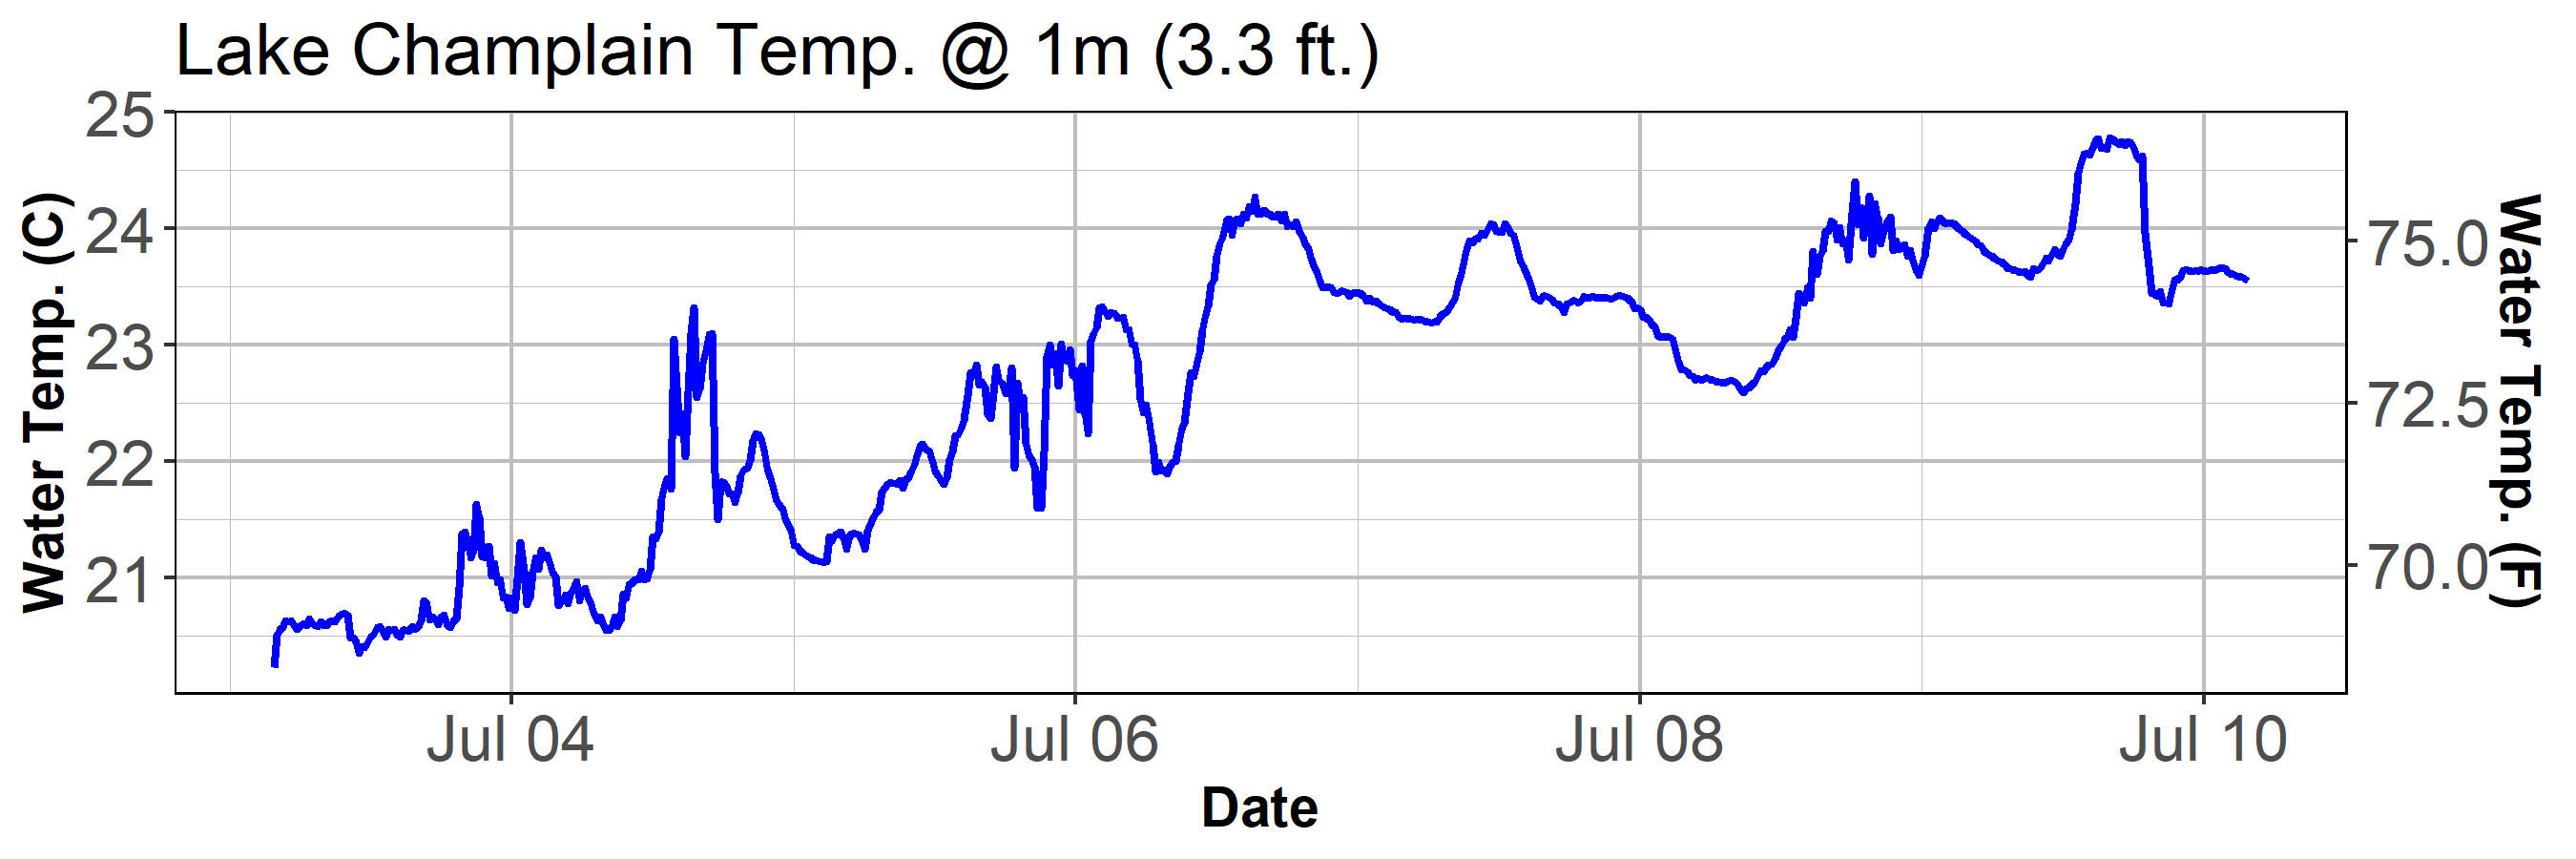 Lake Champlain Temp. @ 1m (3.3 ft.)
Water Temp. (C)
25
24
23
22
21
75.0
72.5
70.0
Water Temp. (F)
Jul 04
Jul 06
Jul 08
Jul 10
Date